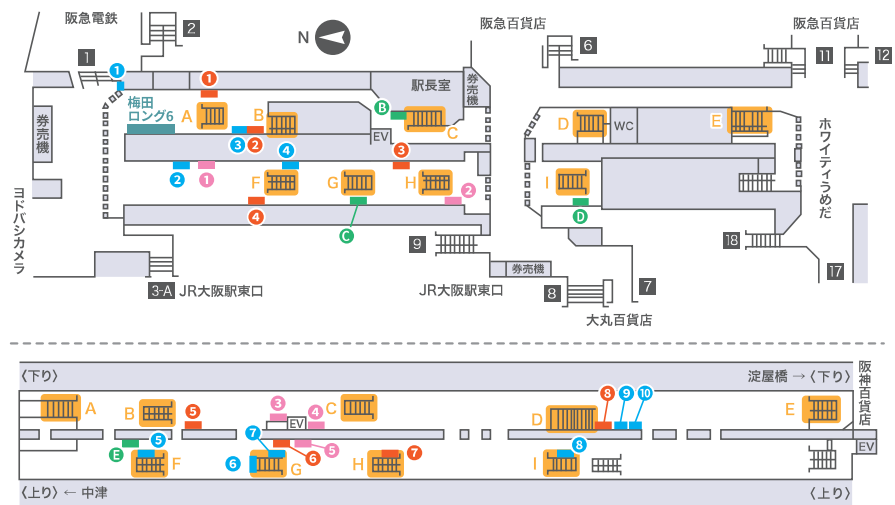 阪急電鉄
2
阪急百貨店
6
阪急百貨店
11
12
N
1
1
1
駅長室
券売機
梅田
ロング6
A
B
B
C
EV
3
2
券売機
D
WC
E
ホワイティうめだ
2
1
4
3
F
G
H
2
I
D
4
C
ヨドバシカメラ
9
18
17
券売機
3-A
JR大阪駅東口
JR大阪駅東口
8
7
大丸百貨店
〈下り〉
淀屋橋 → 〈下り〉
阪神百貨店
A
B
5
3
4
EV
C
D
8
9
10
E
7
E
5
F
6
G
6
5
H
7
I
8
EV
〈上り〉 ← 中津
〈上り〉